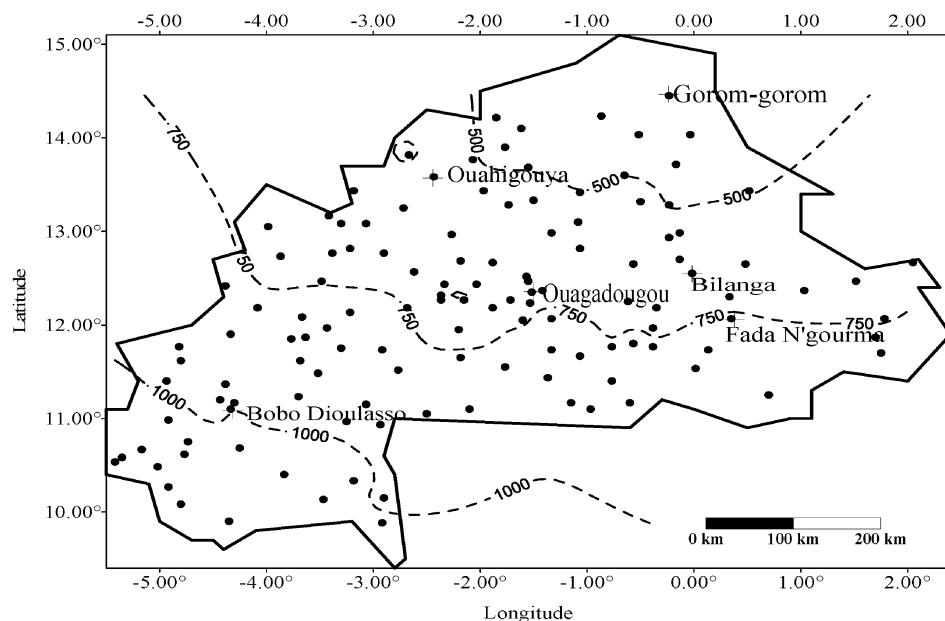 -5.00 -4.00 -3.00 -2.00 -1.00 0.00 1.00 2.00
15.00°
14.00°
13.00°
12.00°
11.00°
10.00°
Latitude
Gorom-gorom
500
750
Ouahigouya
500
500
750
Bilanga
Ouagadougou
750
750
750
750
Fada N'gourma
1000
Bobo Dioulasso
1000
1000
0 km 100 km 200 km
-5.00° -4.00° -3.00° -2.00° -1.00° 0.00° 1.00° 2.00°
Longitude